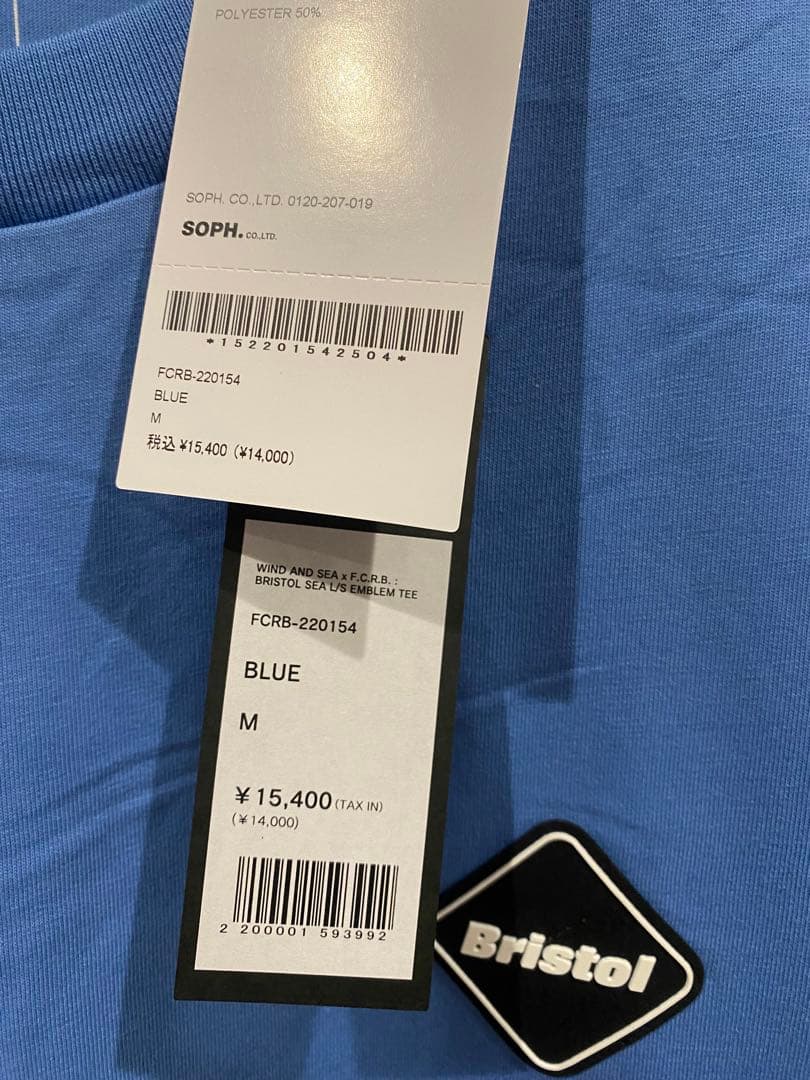 POLYESTER 50%
SOPH. CO.,LTD. 0120-207-019
SOPH. CO.,LTD.
*152201542504*
FCRB-220154
BLUE
M
税込 ¥15,400 (¥14,000)
WIND AND SEA x F.C.R.B. :
BRISTOL SEA L/S EMBLEM TEE
FCRB-220154
BLUE
M
¥15,400 (TAX IN)
(¥14,000)
2 200001 593992
Bristol